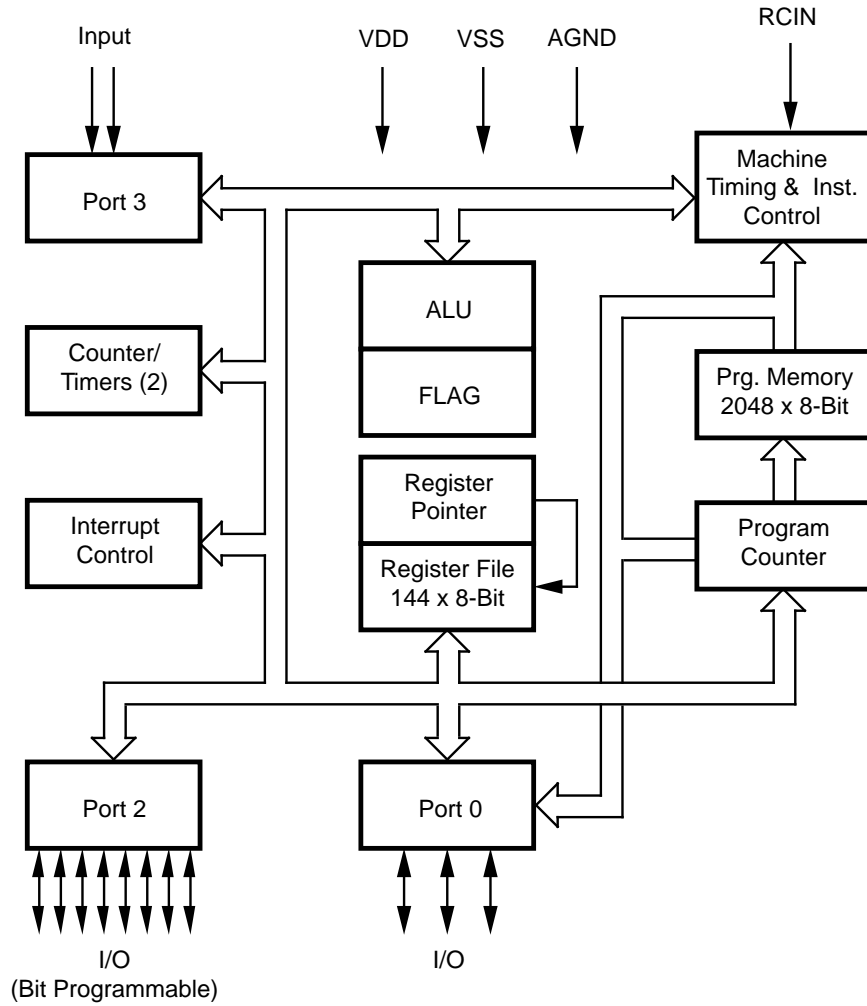 Input
VDD
VSS
AGND
RCIN
Port 3
Machine
Timing & Inst.
Control
ALU
FLAG
Counter/
Timers (2)
Prg. Memory
2048 x 8-Bit
Register
Pointer
Interrupt
Control
Program
Counter
Register File
144 x 8-Bit
Port 2
Port 0
I/O
(Bit Programmable)
I/O